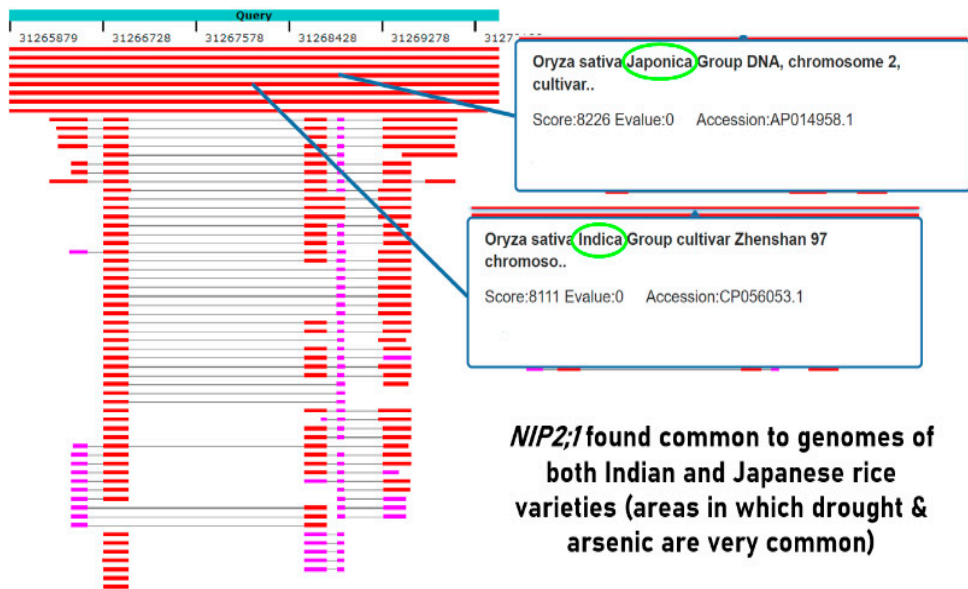 Query
31265879 31266728 31267578 31268428 31269278
Oryza sativa Japonica Group DNA, chromosome 2,
cultivar..
Score:8226 Evalue:0 Accession:AP014958.1
Oryza sativa Indica Group cultivar Zhenshan 97
chromoso..
Score:8111 Evalue:0 Accession:CP056053.1
NIP2;1 found common to genomes of
both Indian and Japanese rice
varieties (areas in which drought &
arsenic are very common)